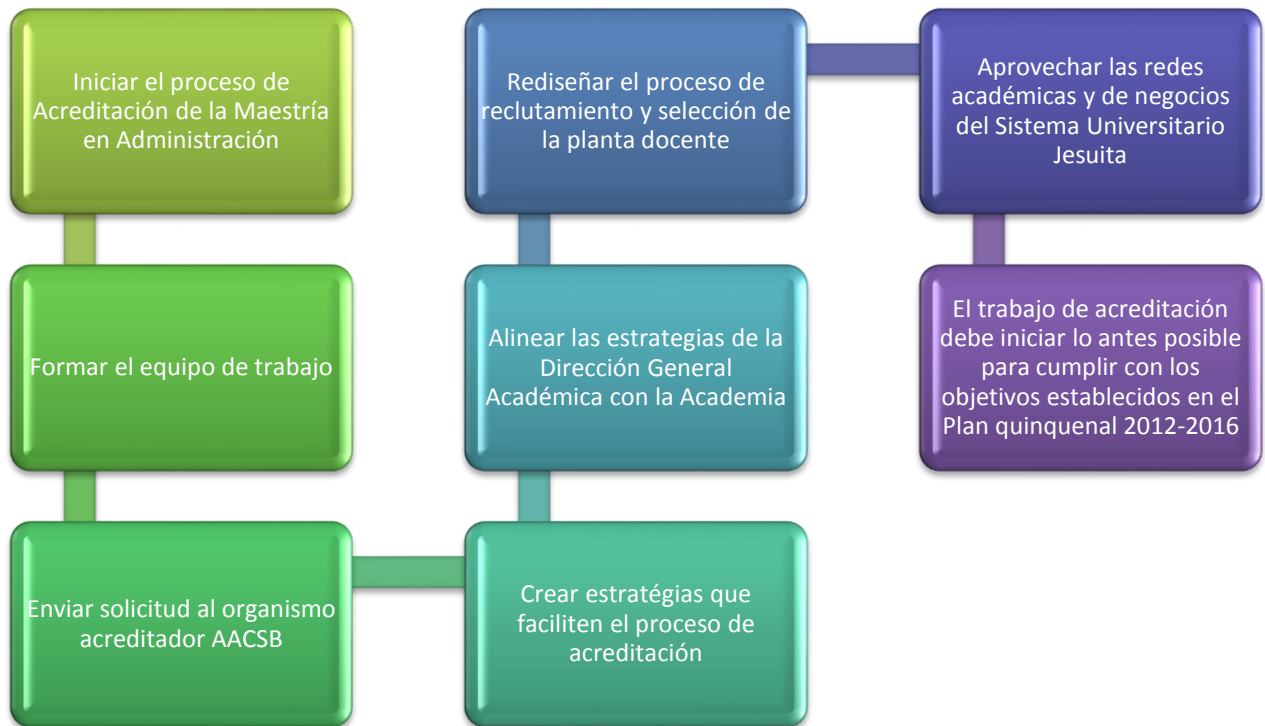 Iniciar el proceso de
Acreditación de la Maestría
en Administración
Formar el equipo de trabajo
Enviar solicitud al organismo
acreditador AACSB
Crear estratégias que
faciliten el proceso de
acreditación
Alinear las estrategias de la
Dirección General
Académica con la Academia
Rediseñar el proceso de
reclutamiento y selección de
la planta docente
Aprovechar las redes
académicas y de negocios
del Sistema Universitario
Jesuita
El trabajo de acreditación
debe iniciar lo antes posible
para cumplir con los
objetivos establecidos en el
Plan quinquenal 2012-2016